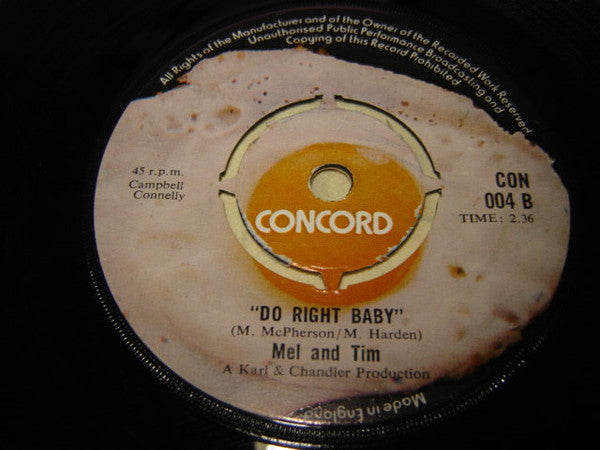 All Rights of the Manufacturer and of the Owner of the Recorded Work Reserved
Unauthorised Public Performance Broadcasting and
Copying of this Record Prohibited
45 r.p.m.
Campbell
Connelly
CON
004 B
TIME: 2.36
CONCORD
"DO RIGHT BABY"
(M. McPherson/M. Harden)
Mel and Tim
A Karl & Chandler Production
Made in England